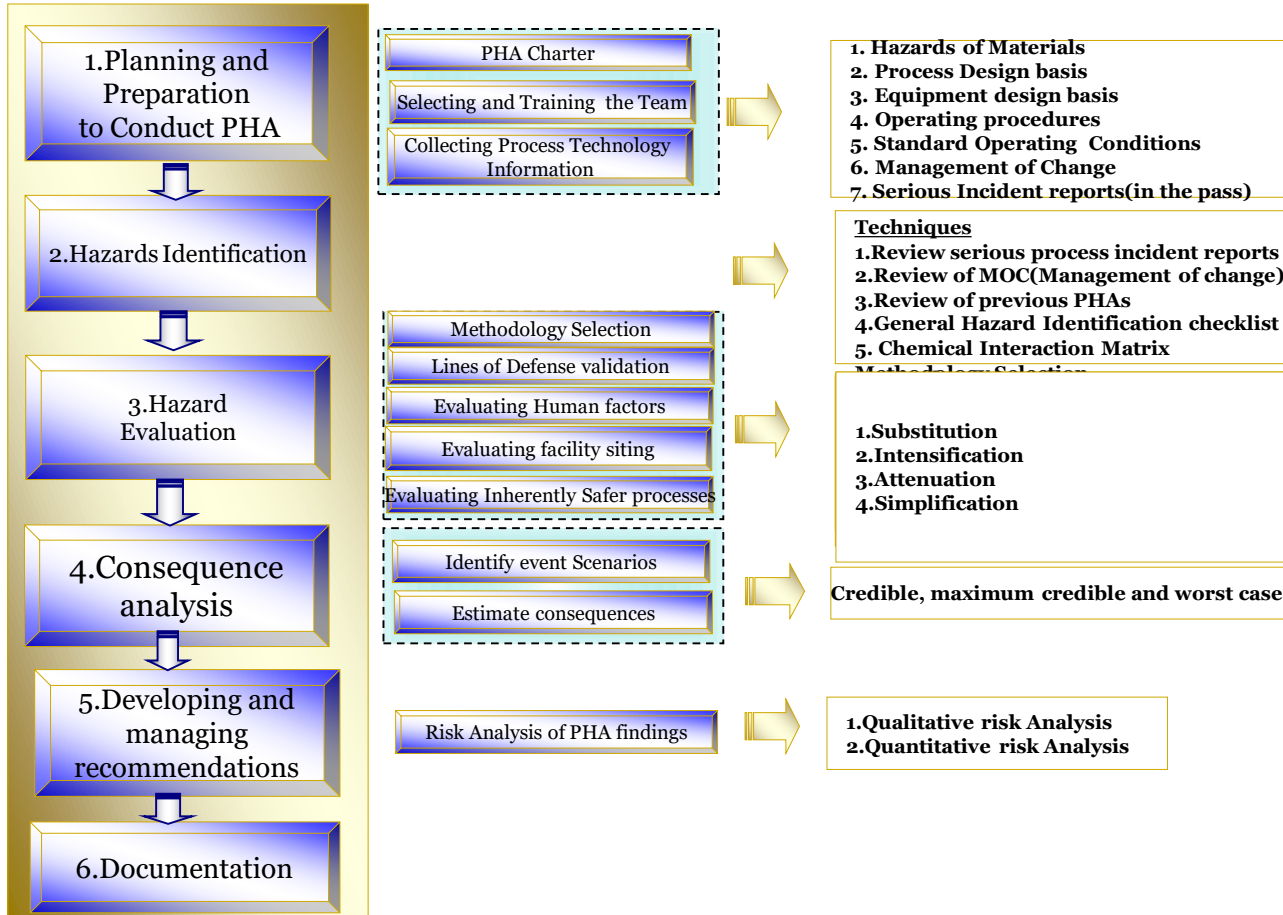 1.Planning and
Preparation
to Conduct PHA
2.Hazards Identification
3.Hazard
Evaluation
4.Consequence
analysis
5.Developing and
managing
recommendations
6.Documentation
PHA Charter
Selecting and Training the Team
Collecting Process Technology
Information
Methodology Selection
Lines of Defense validation
Evaluating Human factors
Evaluating facility siting
Evaluating Inherently Safer processes
Identify event Scenarios
Estimate consequences
Risk Analysis of PHA findings
1. Hazards of Materials
2. Process Design basis
3. Equipment design basis
4. Operating procedures
5. Standard Operating Conditions
6. Management of Change
7. Serious Incident reports(in the pass)
Techniques
1.Review serious process incident reports
2.Review of MOC(Management of change)
3.Review of previous PHAs
4.General Hazard Identification checklist
5. Chemical Interaction Matrix
Methodology Selection
1.Substitution
2.Intensification
3.Attenuation
4.Simplification
Credible, maximum credible and worst case
1.Qualitative risk Analysis
2.Quantitative risk Analysis